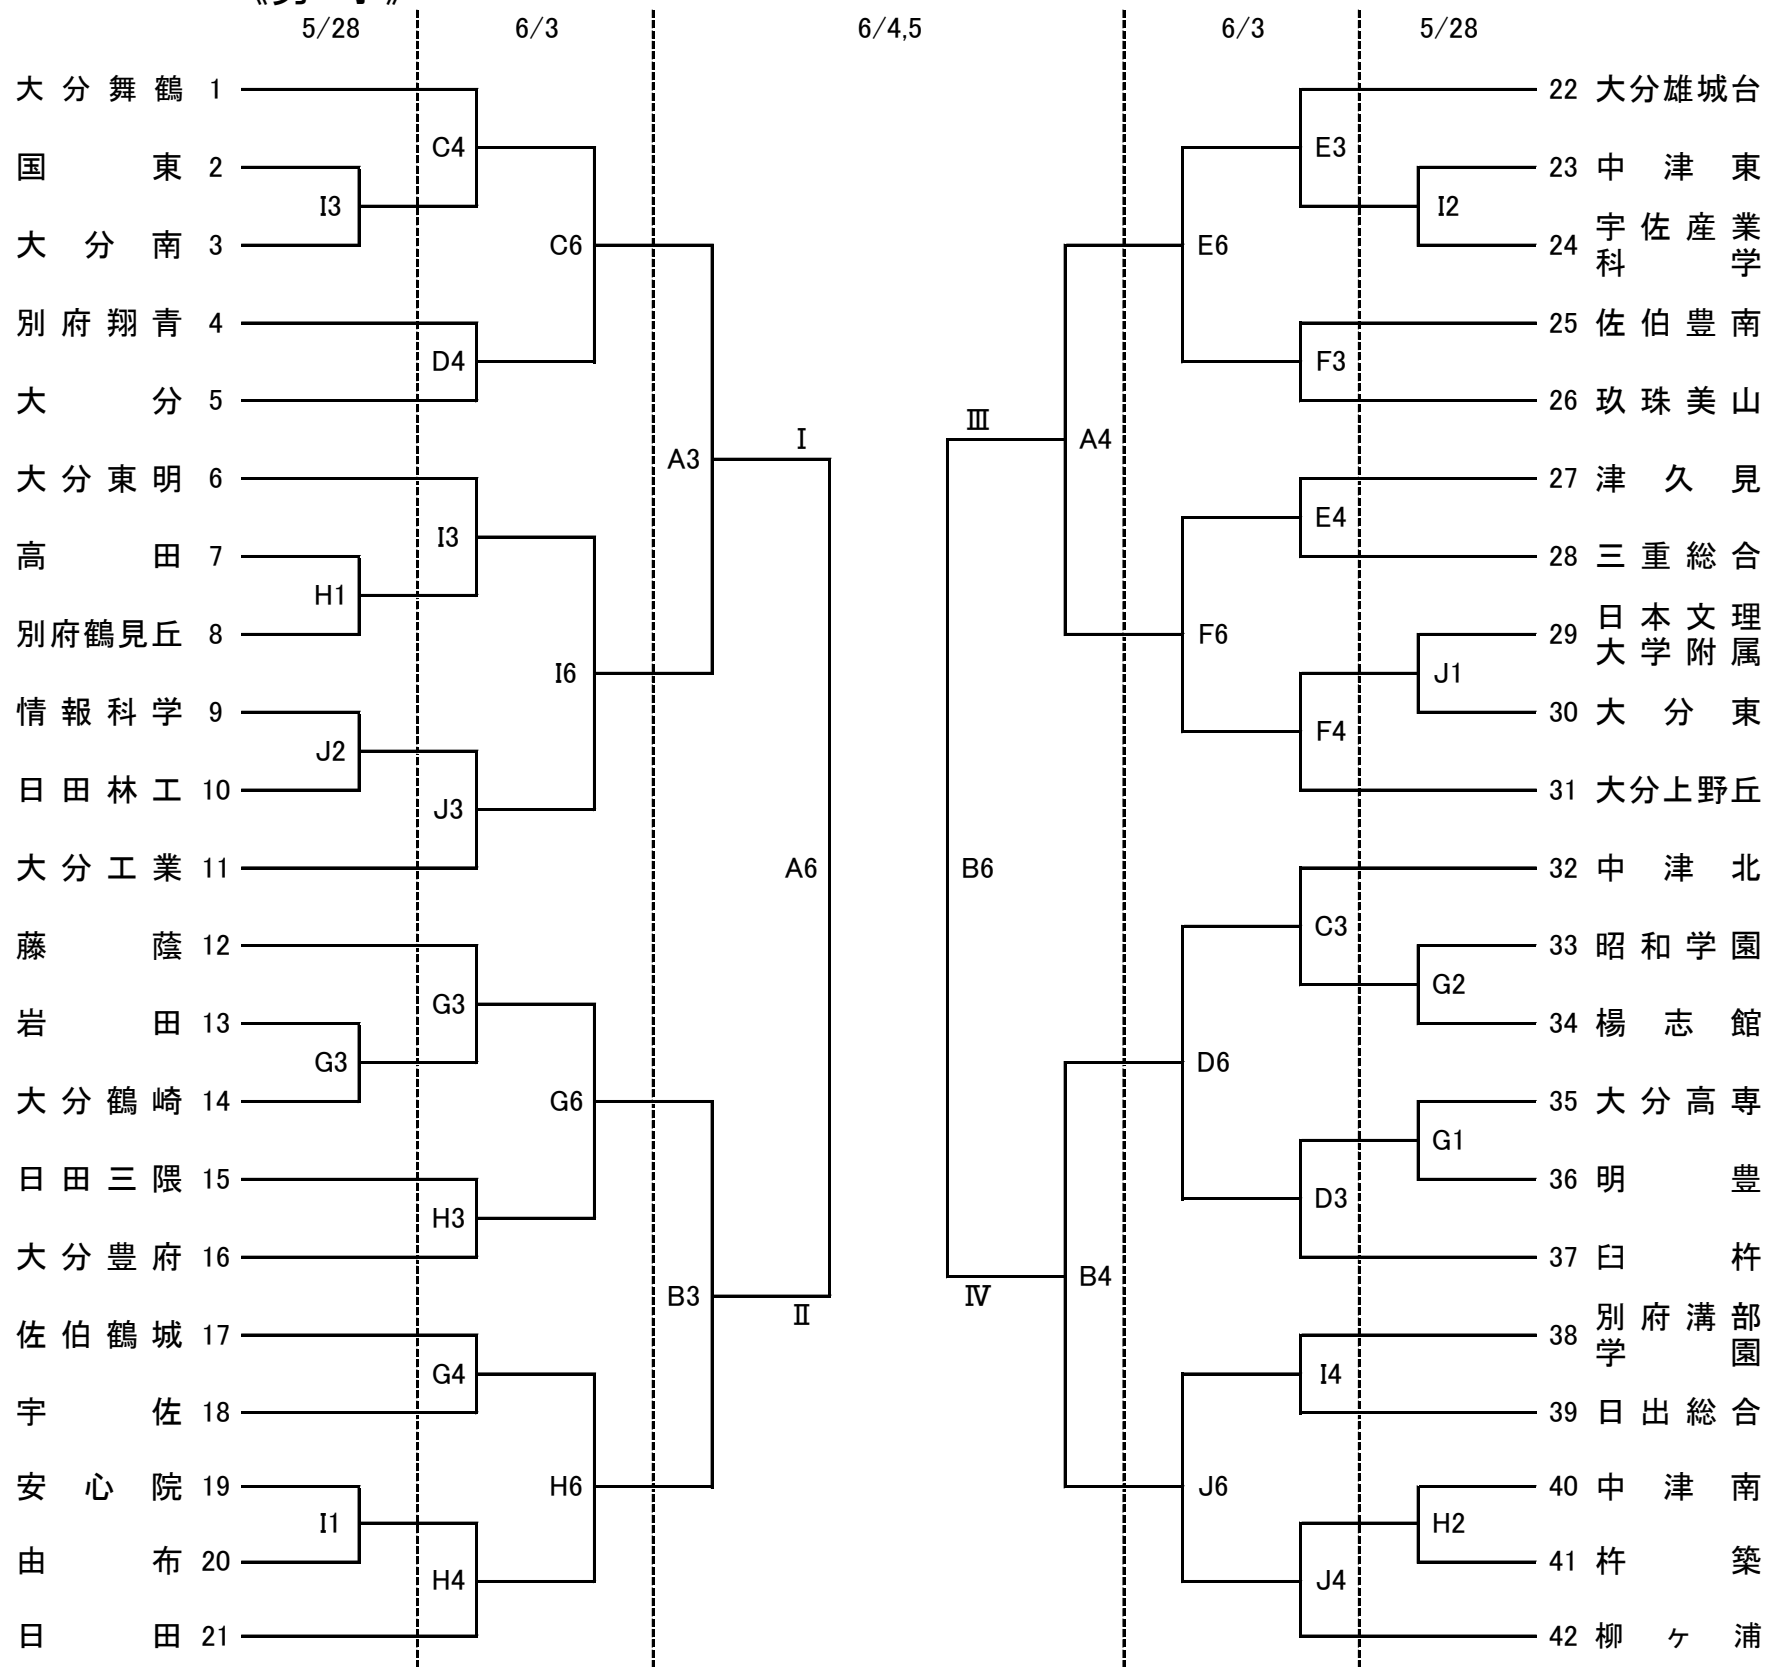 5/28 6/3 6/4,5 6/3 5/28
大分舞鶴 1
国東 2
大分南 3
別府翔青 4
大分 5
大分東明 6
高田 7
別府鶴見丘 8
情報科学 9
日田林工 10
大分工業 11
藤蔭 12
岩田 13
大分鶴崎 14
日田三隈 15
大分豊府 16
佐伯鶴城 17
宇佐 18
安心院 19
由布 20
日田 21
I3
H1
J2
G3
I1
C4
D4
I3
J3
G3
H3
G4
H4
C6
I6
G6
H6
A3
B3
Ⅰ
Ⅱ
A6
Ⅲ
Ⅳ
B6
A4
B4
E6
F6
D6
J6
E3
F3
E4
F4
C3
D3
I4
J4
I2
J1
G2
G1
H2
22 大分雄城台
23 中津東
24 宇佐産業
科学
25 佐伯豊南
26 玖珠美山
27 津久見
28 三重総合
29 日本文理
大学附属
30 大分東
31 大分上野丘
32 中津北
33 昭和学園
34 楊志館
35 大分高専
36 明豊
37 臼杵
38 別府溝部
学園
39 日出総合
40 中津南
41 杵築
42 柳ヶ浦